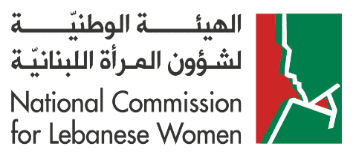 الهيئة الوطنيّة
لشؤون المرأة اللبنانيّة
National Commission
for Lebanese Women